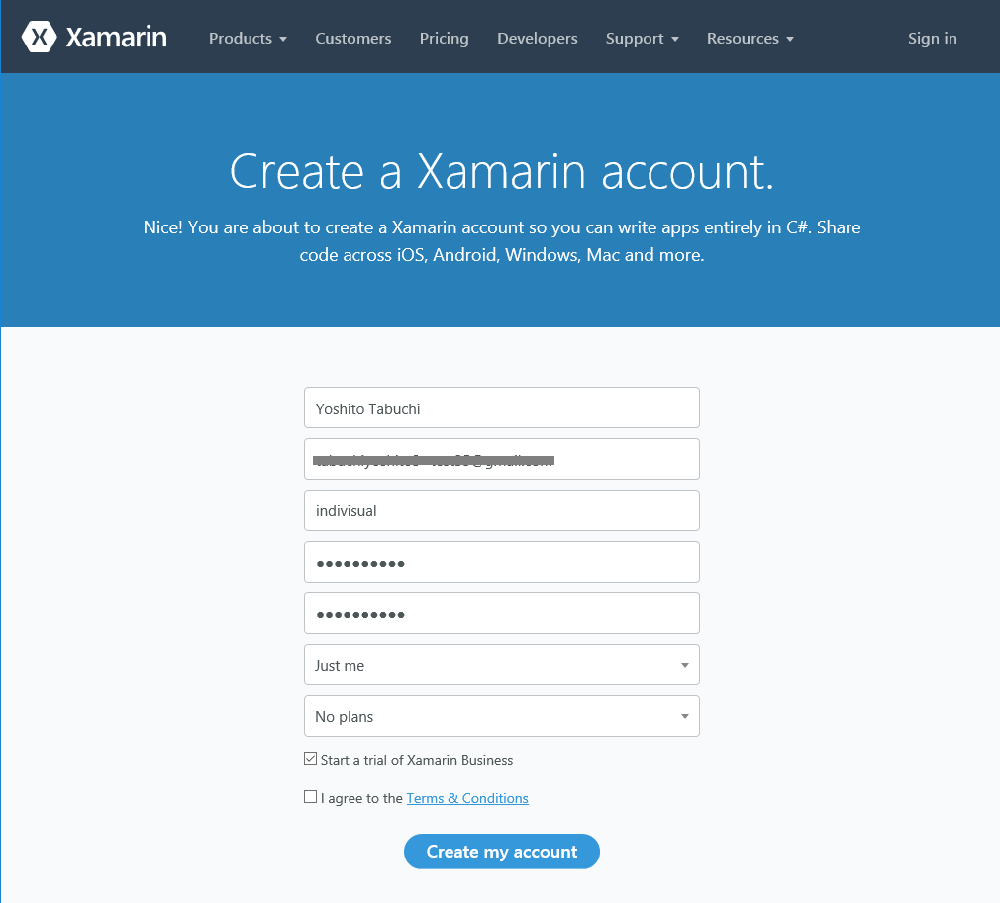 Xamarin
Products Customers Pricing Developers Support Resources Sign in
Create a Xamarin account.
Nice! You are about to create a Xamarin account so you can write apps entirely in C#. Share
code across iOS, Android, Windows, Mac and more.
Yoshito Tabuchi
indivisual
●●●●●●●●●●
●●●●●●●●●●
Just me
No plans
Start a trial of Xamarin Business
I agree to the Terms & Conditions
Create my account